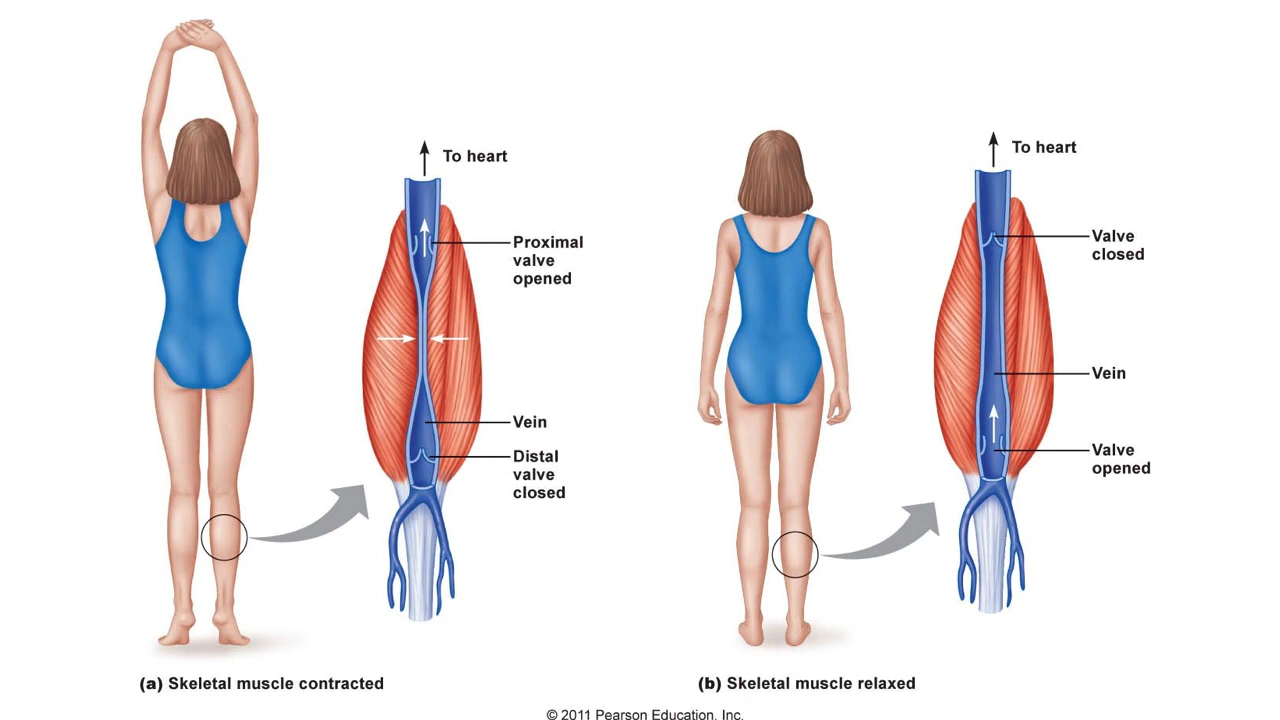 To heart
Proximal
valve
opened
Vein
Distal
valve
closed
(a) Skeletal muscle contracted
To heart
Valve
closed
Vein
Valve
opened
(b) Skeletal muscle relaxed
© 2011 Pearson Education, Inc.